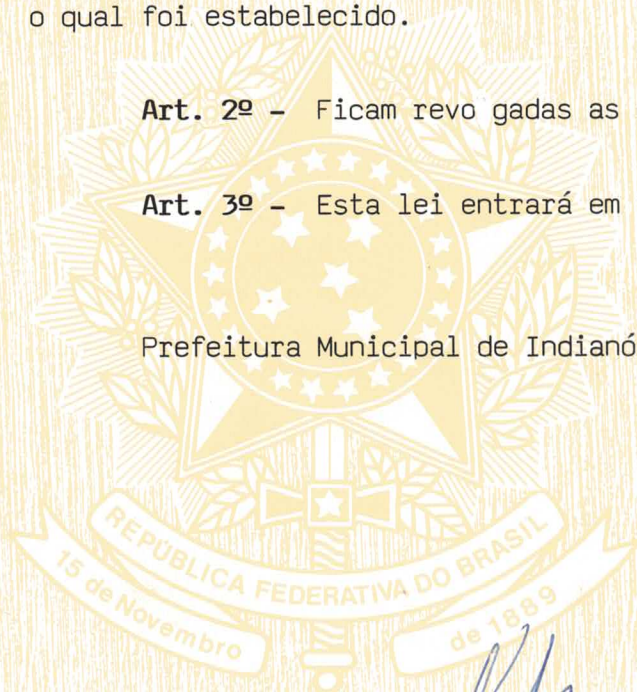 o qual foi estabelecido.
Art. 2º - Ficam revo gadas as
Art. 3º - Esta lei entrará em
Prefeitura Municipal de Indianó
REPÚBLICA FEDERATIVA DO BRASIL
15 de Novembro
de 1889